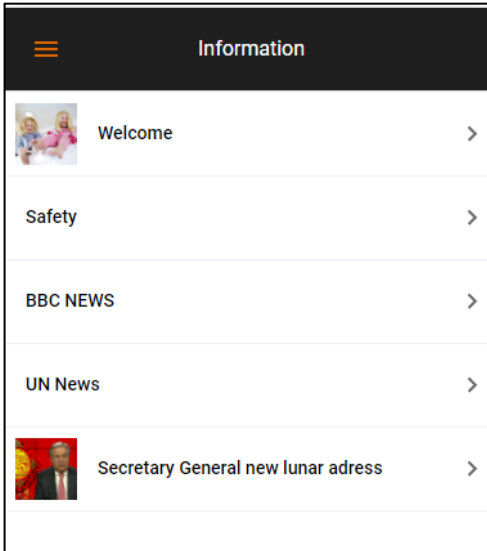 Information
Welcome
Safety
BBC NEWS
UN News
Secretary General new lunar adress